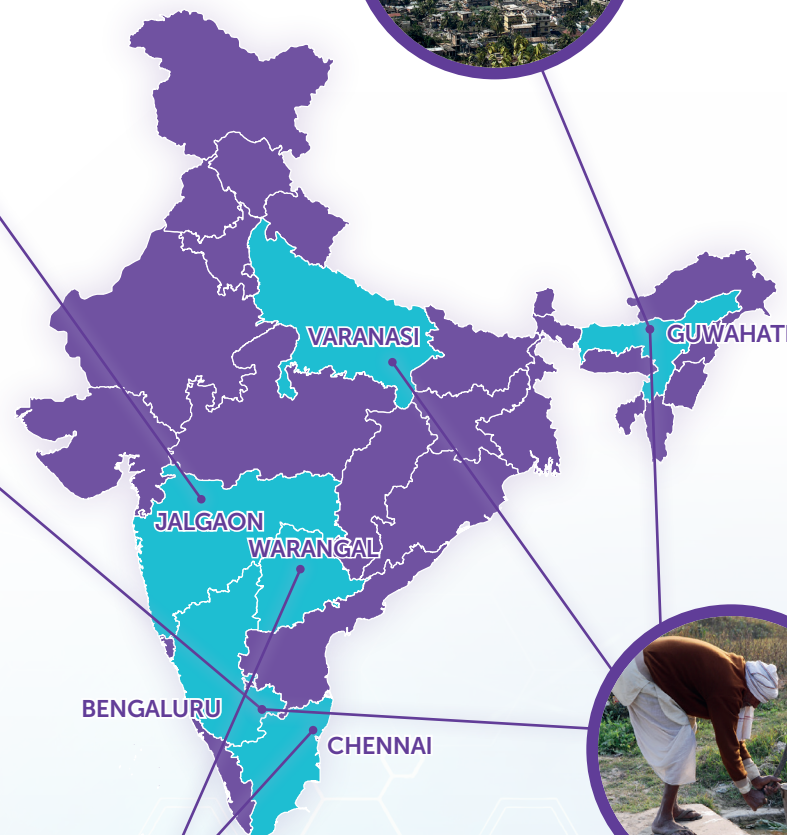 VARANASI
GUWAHATI
JALGAON
WARANGAL
BENGALURU
CHENNAI